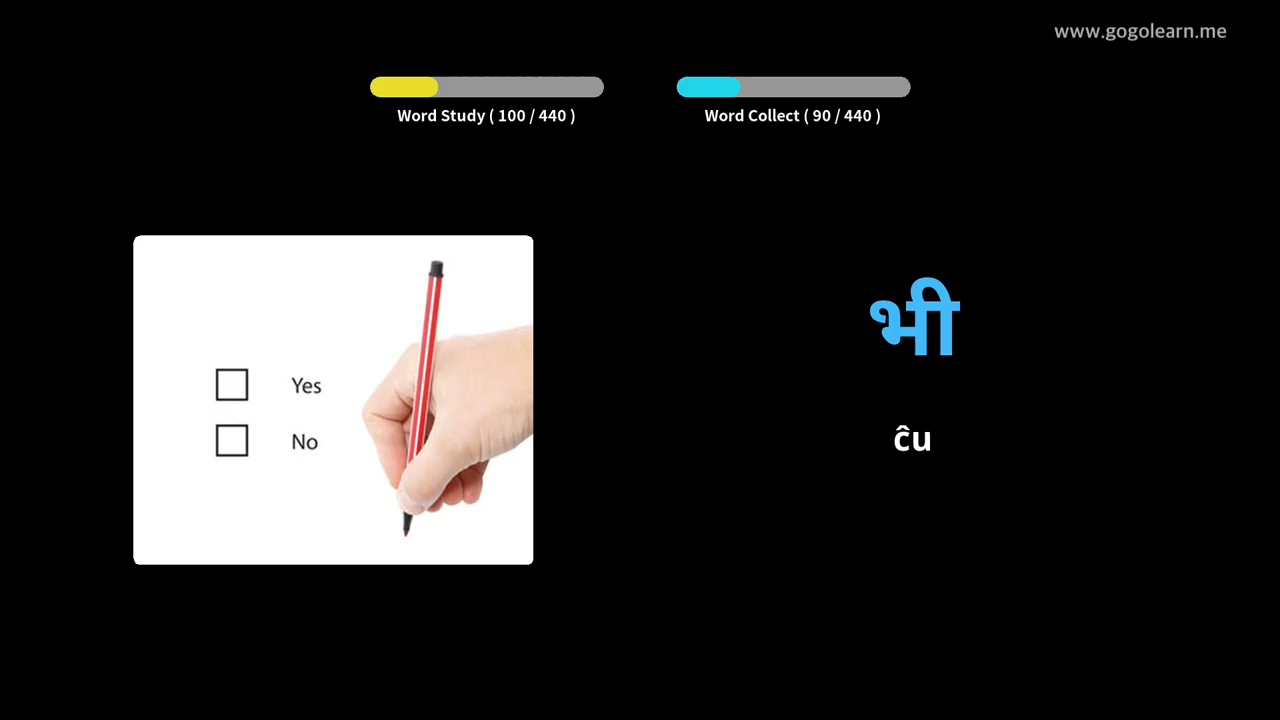 www.gogolearn.me
Word Study ( 100 / 440 )
Word Collect ( 90 / 440 )
Yes
No
भी
ĉu